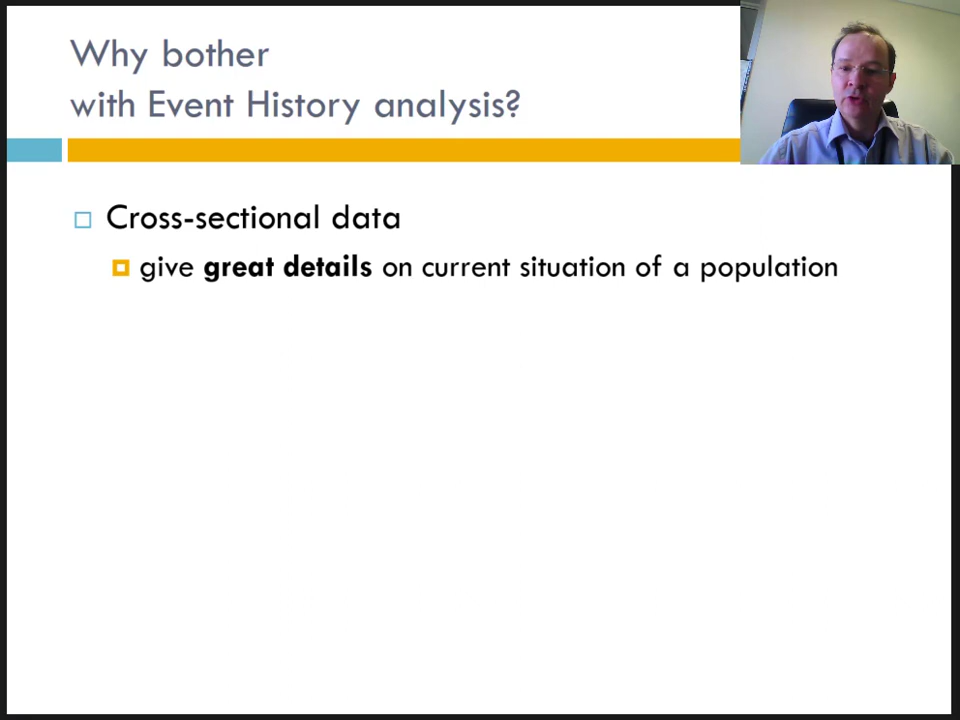 Why bother
with Event History analysis?
Cross-sectional data
give great details on current situation of a population